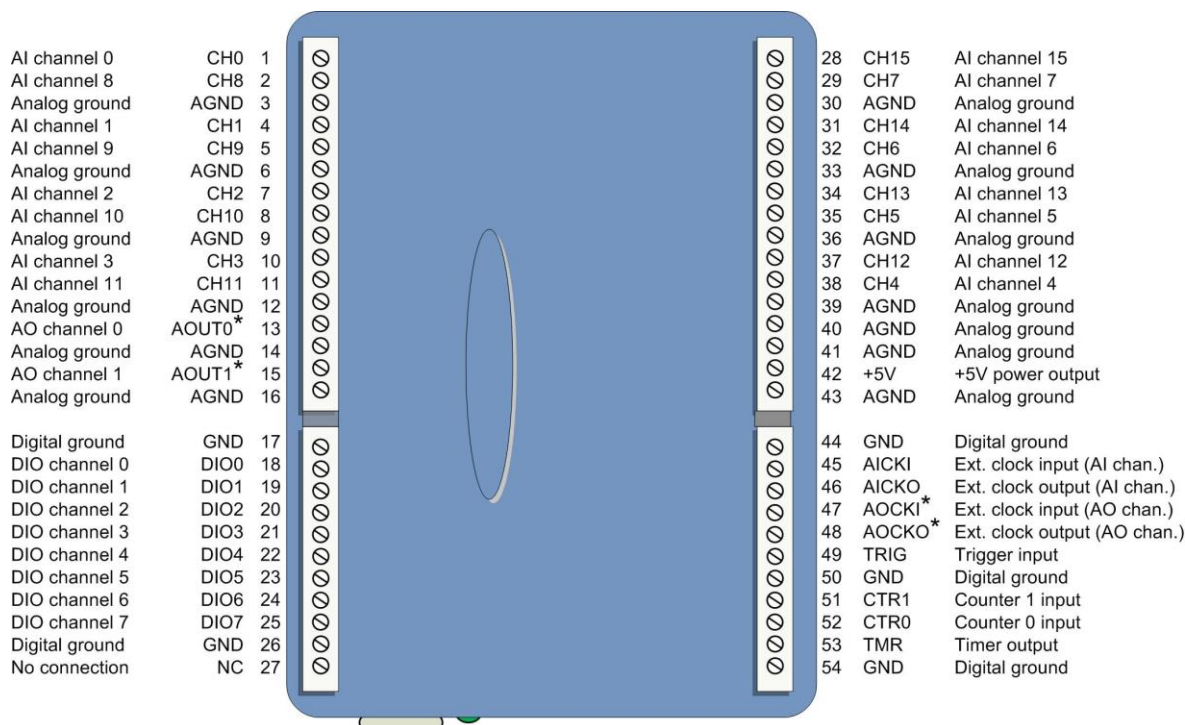 AI channel 0 CH0 1
AI channel 8 CH8 2
Analog ground AGND 3
AI channel 1 CH1 4
AI channel 9 CH9 5
Analog ground AGND 6
AI channel 2 CH2 7
AI channel 10 CH10 8
Analog ground AGND 9
AI channel 3 CH3 10
AI channel 11 CH11 11
Analog ground AGND 12
AO channel 0 AOUT0* 13
Analog ground AGND 14
AO channel 1 AOUT1* 15
Analog ground AGND 16
Digital ground GND 17
DIO channel 0 DIO0 18
DIO channel 1 DIO1 19
DIO channel 2 DIO2 20
DIO channel 3 DIO3 21
DIO channel 4 DIO4 22
DIO channel 5 DIO5 23
DIO channel 6 DIO6 24
DIO channel 7 DIO7 25
Digital ground GND 26
No connection NC 27
28 CH15 AI channel 15
29 CH7 AI channel 7
30 AGND Analog ground
31 CH14 AI channel 14
32 CH6 AI channel 6
33 AGND Analog ground
34 CH13 AI channel 13
35 CH5 AI channel 5
36 AGND Analog ground
37 CH12 AI channel 12
38 CH4 AI channel 4
39 AGND Analog ground
40 AGND Analog ground
41 AGND Analog ground
42 +5V +5V power output
43 AGND Analog ground
44 GND Digital ground
45 AICKI Ext. clock input (AI chan.)
46 AICKO Ext. clock output (AI chan.)
47 AOCKI* Ext. clock input (AO chan.)
48 AOCKO* Ext. clock output (AO chan.)
49 TRIG Trigger input
50 GND Digital ground
51 CTR1 Counter 1 input
52 CTR0 Counter 0 input
53 TMR Timer output
54 GND Digital ground